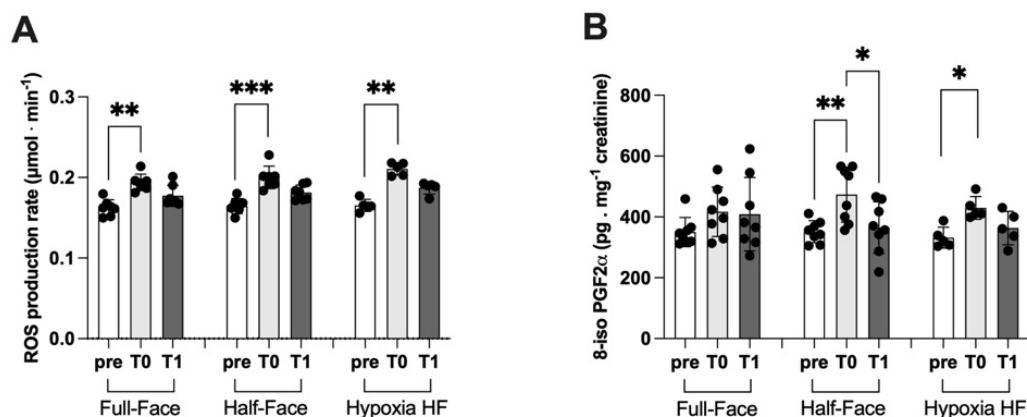 A
ROS production rate (µmol · min⁻¹)
0.3
0.2
0.1
0.0
** *** **
pre T0 T1 pre T0 T1 pre T0 T1
Full-Face Half-Face Hypoxia HF
B
8-iso PGF2α (pg . mg⁻¹ creatinine)
800
600
400
200
0
** * *
pre T0 T1 pre T0 T1 pre T0 T1
Full-Face Half-Face Hypoxia HF